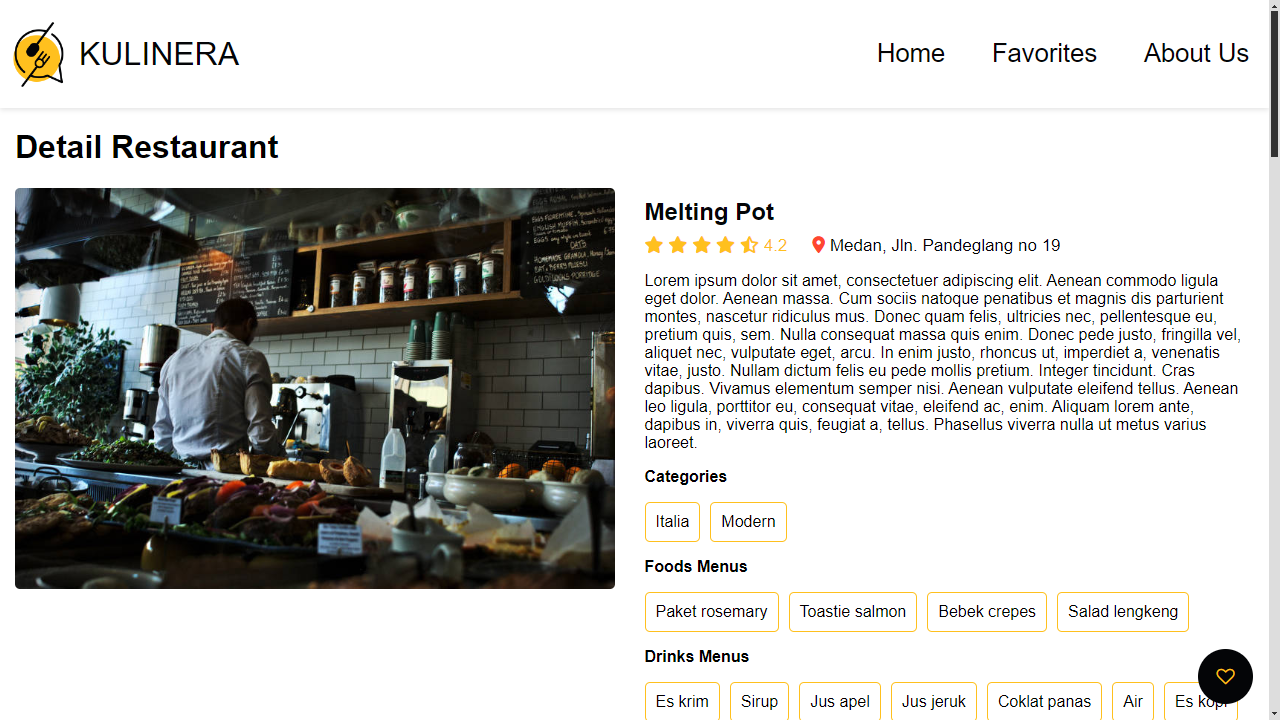 KULINERA
Home
Favorites
About Us
Detail Restaurant
Melting Pot
4.2
Medan, Jln. Pandeglang no 19
Lorem ipsum dolor sit amet, consectetuer adipiscing elit. Aenean commodo ligula
eget dolor. Aenean massa. Cum sociis natoque penatibus et magnis dis parturient
montes, nascetur ridiculus mus. Donec quam felis, ultricies nec, pellentesque eu,
pretium quis, sem. Nulla consequat massa quis enim. Donec pede justo, fringilla vel,
aliquet nec, vulputate eget, arcu. In enim justo, rhoncus ut, imperdiet a, venenatis
vitae, justo. Nullam dictum felis eu pede mollis pretium. Integer tincidunt. Cras
dapibus. Vivamus elementum semper nisi. Aenean vulputate eleifend tellus. Aenean
leo ligula, porttitor eu, consequat vitae, eleifend ac, enim. Aliquam lorem ante,
dapibus in, viverra quis, feugiat a, tellus. Phasellus viverra nulla ut metus varius
laoreet.
Categories
Italia
Modern
Foods Menus
Paket rosemary
Toastie salmon
Bebek crepes
Salad lengkeng
Drinks Menus
Es krim
Sirup
Jus apel
Jus jeruk
Coklat panas
Air
Es kopi